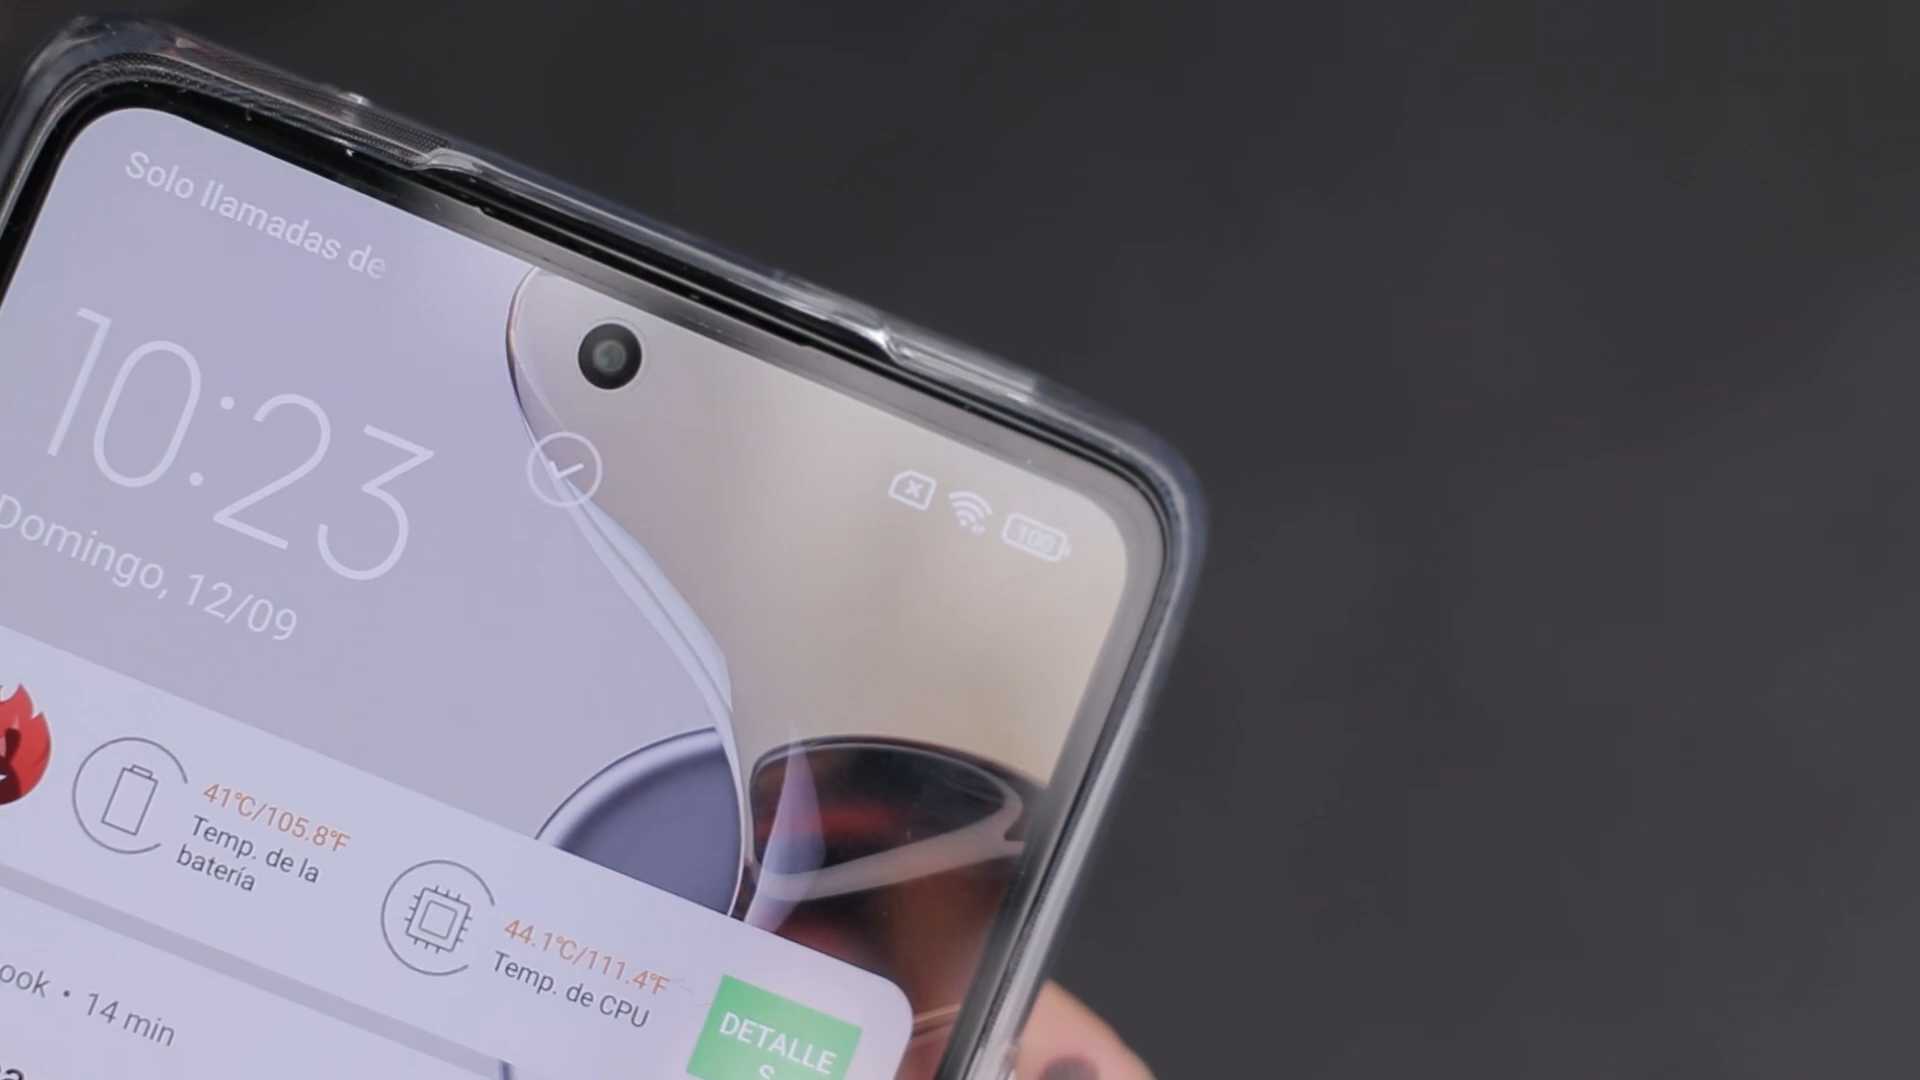 Solo llamadas de
10:23
100
Domingo, 12/09
41°C/105.8°F
Temp. de la
batería
44.1°C/111.4°F
Temp. de CPU
DETALLE
S
ook • 14 min